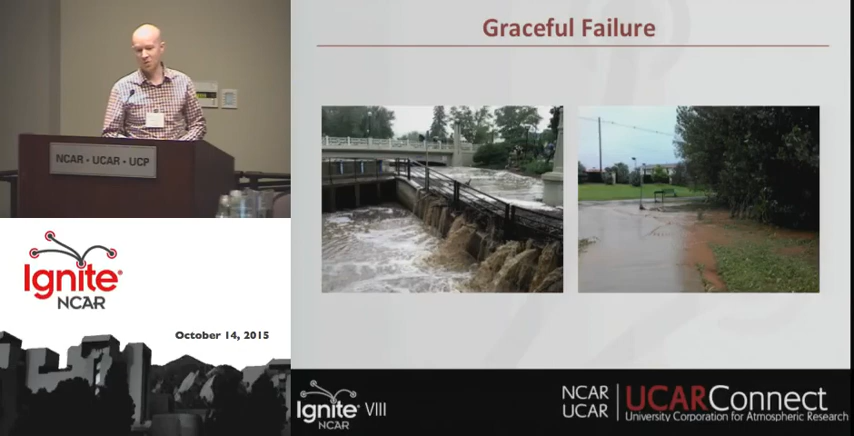 Graceful Failure
NCAR - UCAR - UCP
Ignite
NCAR
October 14, 2015
Ignite VIII
NCAR
NCAR
UCAR
UCARConnect
University Corporation for Atmospheric Research